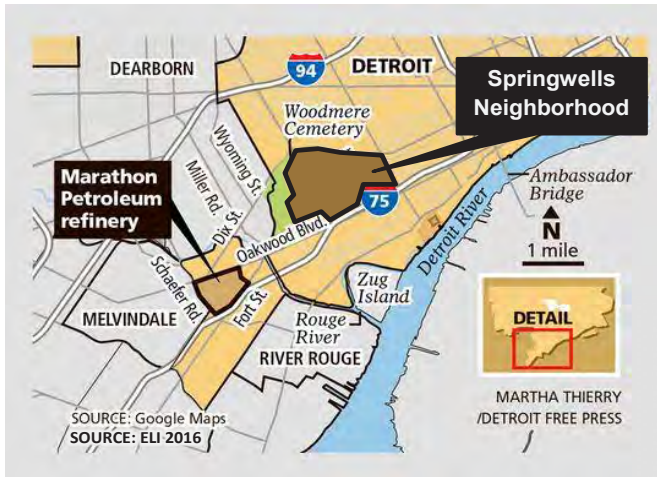 DEARBORN
94
DETROIT
Springwells
Neighborhood
Woodmere
Cemetery
Wyoming St.
Miller Rd.
Marathon
Petroleum
refinery
Dix St.
Oakwood Blvd.
75
Ambassador
Bridge
Detroit River
N
1 mile
Schaefer Rd.
Fort St.
Zug
Island
MELVINDALE
Rouge
River
RIVER ROUGE
DETAIL
MARTHA THIERRY
/DETROIT FREE PRESS
SOURCE: Google Maps
SOURCE: ELI 2016